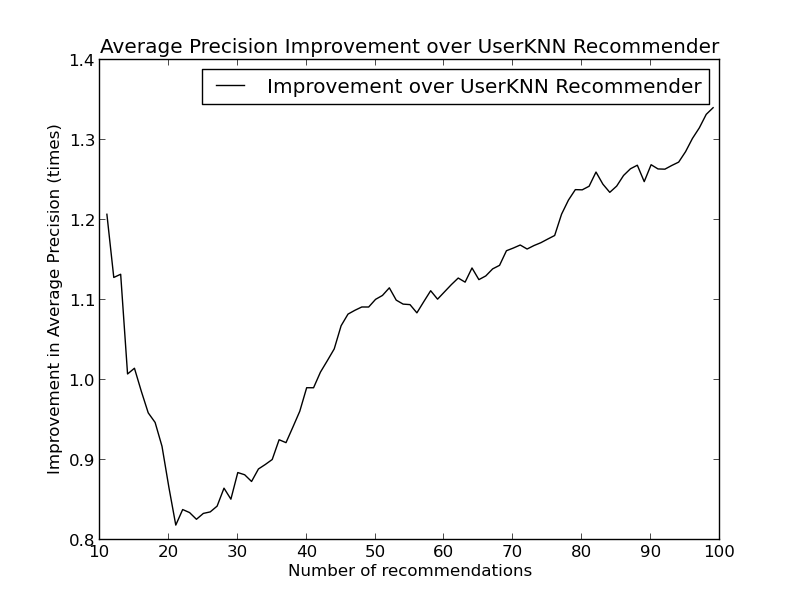 Average Precision Improvement over UserKNN Recommender
Improvement over UserKNN Recommender
Improvement in Average Precision (times)
1.4
1.3
1.2
1.1
1.0
0.9
0.8
10 20 30 40 50 60 70 80 90 100
Number of recommendations